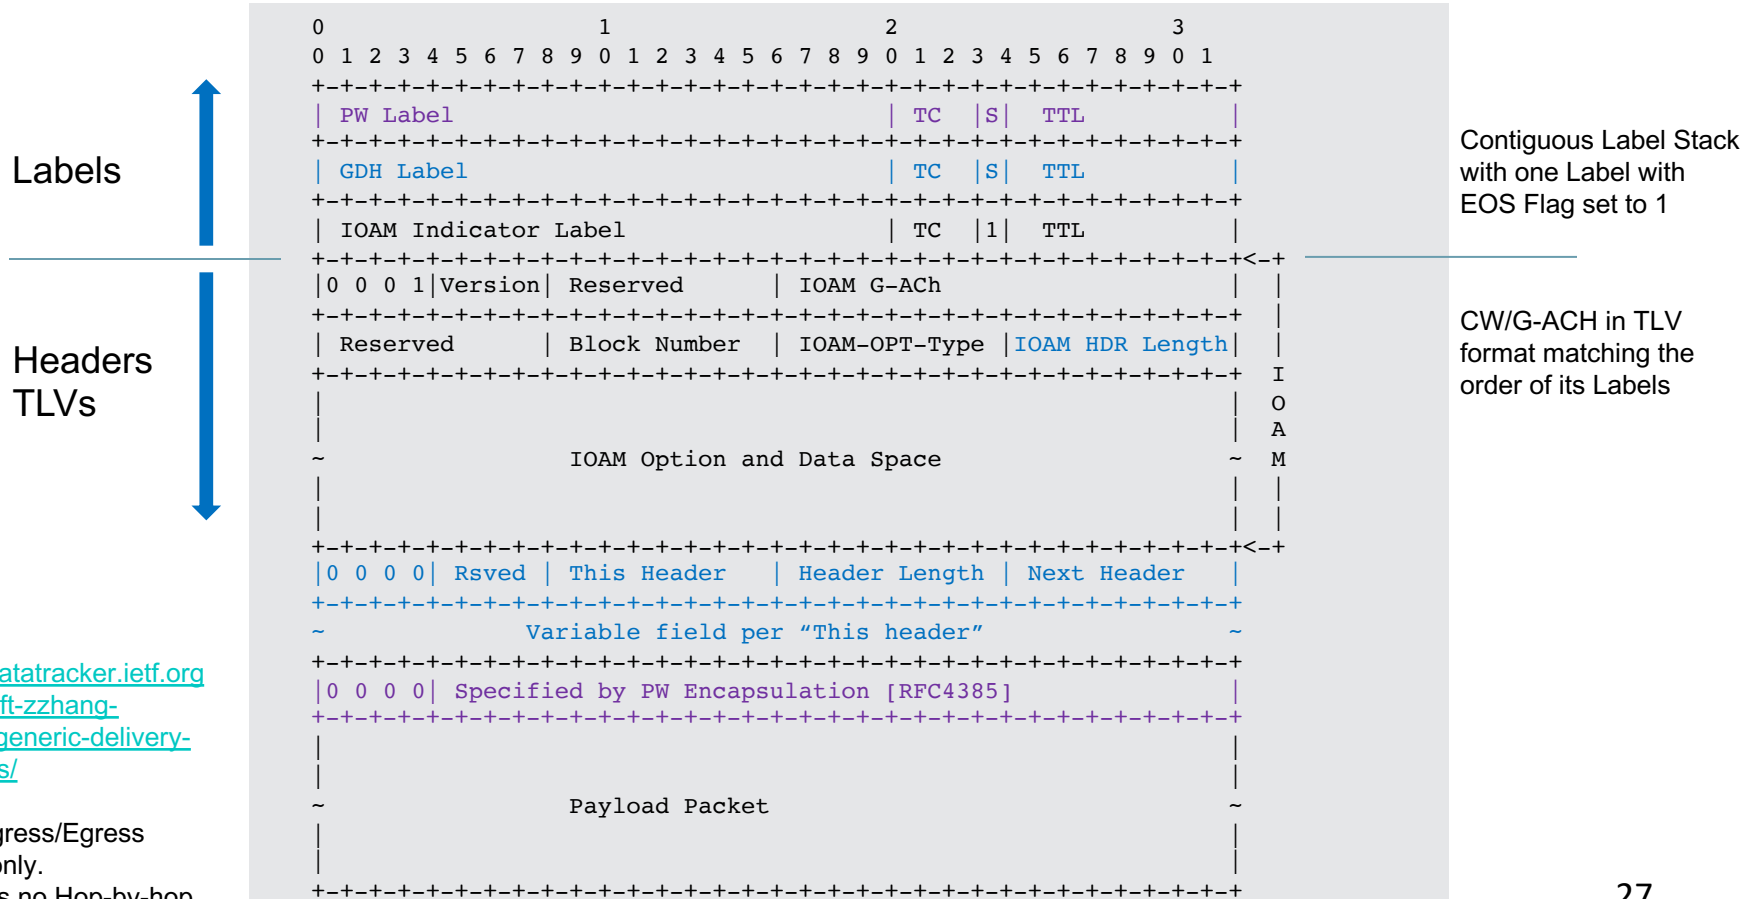 0                   1                   2                   3
0 1 2 3 4 5 6 7 8 9 0 1 2 3 4 5 6 7 8 9 0 1 2 3 4 5 6 7 8 9 0 1
+-+-+-+-+-+-+-+-+-+-+-+-+-+-+-+-+-+-+-+-+-+-+-+-+-+-+-+-+-+-+-+-+
| PW Label                              | TC  |S|  TTL          |
+-+-+-+-+-+-+-+-+-+-+-+-+-+-+-+-+-+-+-+-+-+-+-+-+-+-+-+-+-+-+-+-+
| GDH Label                             | TC  |S|  TTL          |
+-+-+-+-+-+-+-+-+-+-+-+-+-+-+-+-+-+-+-+-+-+-+-+-+-+-+-+-+-+-+-+-+
| IOAM Indicator Label                  | TC  |1|  TTL          |
+-+-+-+-+-+-+-+-+-+-+-+-+-+-+-+-+-+-+-+-+-+-+-+-+-+-+-+-+-+-+-+-+<-+
|0 0 0 1|Version| Reserved      | IOAM G-ACh                    |  |
+-+-+-+-+-+-+-+-+-+-+-+-+-+-+-+-+-+-+-+-+-+-+-+-+-+-+-+-+-+-+-+-+  |
| Reserved      | Block Number  | IOAM-OPT-Type |IOAM HDR Length|  |
+-+-+-+-+-+-+-+-+-+-+-+-+-+-+-+-+-+-+-+-+-+-+-+-+-+-+-+-+-+-+-+-+  I
|                                                               |  O
|                                                               |  A
~                 IOAM Option and Data Space                    ~  M
|                                                               |  |
|                                                               |  |
+-+-+-+-+-+-+-+-+-+-+-+-+-+-+-+-+-+-+-+-+-+-+-+-+-+-+-+-+-+-+-+-+<-+
|0 0 0 0| Rsved | This Header   | Header Length | Next Header   |
+-+-+-+-+-+-+-+-+-+-+-+-+-+-+-+-+-+-+-+-+-+-+-+-+-+-+-+-+-+-+-+-+
~              Variable field per “This header”                 ~
+-+-+-+-+-+-+-+-+-+-+-+-+-+-+-+-+-+-+-+-+-+-+-+-+-+-+-+-+-+-+-+-+
|0 0 0 0| Specified by PW Encapsulation [RFC4385]               |
+-+-+-+-+-+-+-+-+-+-+-+-+-+-+-+-+-+-+-+-+-+-+-+-+-+-+-+-+-+-+-+-+
|                                                               |
|                                                               |
~                 Payload Packet                                ~
|                                                               |
|                                                               |
+-+-+-+-+-+-+-+-+-+-+-+-+-+-+-+-+-+-+-+-+-+-+-+-+-+-+-+-+-+-+-+-+
Labels
Headers
TLVs
atatracker.ietf.org
ft-zzhang-
generic-delivery-
s/
gress/Egress
only.
s no Hop-by-hop
Contiguous Label Stack
with one Label with
EOS Flag set to 1
CW/G-ACH in TLV
format matching the
order of its Labels
27